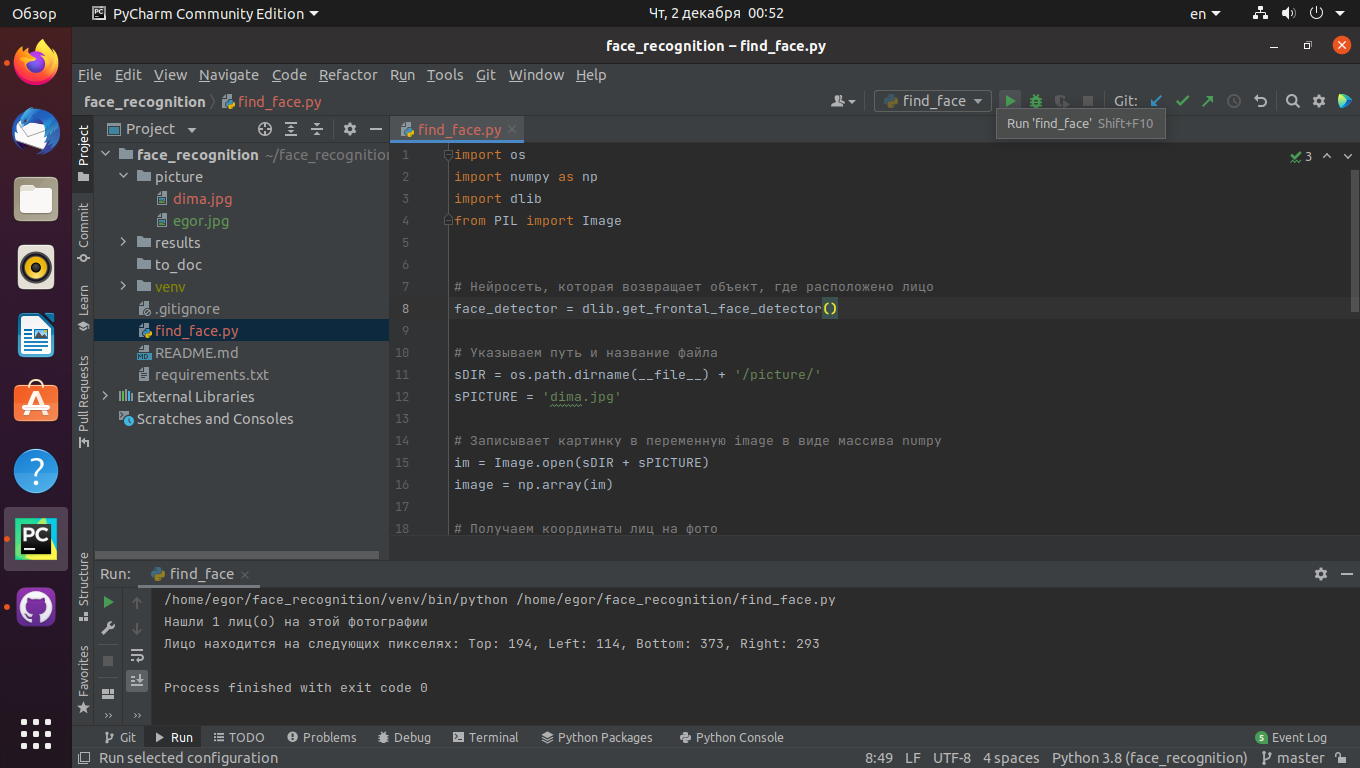 Обзор PyCharm Community Edition Чт, 2 декабря 00:52 en
face_recognition – find_face.py
File Edit View Navigate Code Refactor Run Tools Git Window Help
face_recognition find_face.py find_face Git:
Run 'find_face' Shift+F10
Project
find_face.py
face_recognition ~/face_recognition
picture
dima.jpg
egor.jpg
results
to_doc
venv
.gitignore
find_face.py
README.md
requirements.txt
External Libraries
Scratches and Consoles
Project
Commit
Learn
Pull Requests
Structure
Favorites
3
1 import os
2 import numpy as np
3 import dlib
4 from PIL import Image
5
6
7 # Нейросеть, которая возвращает объект, где расположено лицо
8 face_detector = dlib.get_frontal_face_detector()
9
10 # Указываем путь и название файла
11 sDIR = os.path.dirname(__file__) + '/picture/'
12 sPICTURE = 'dima.jpg'
13
14 # Записывает картинку в переменную image в виде массива numpy
15 im = Image.open(sDIR + sPICTURE)
16 image = np.array(im)
17
18 # Получаем координаты лиц на фото
Run: find_face
/home/egor/face_recognition/venv/bin/python /home/egor/face_recognition/find_face.py
Нашли 1 лиц(о) на этой фотографии
Лицо находится на следующих пикселях: Top: 194, Left: 114, Bottom: 373, Right: 293
Process finished with exit code 0
Git Run TODO Problems Debug Terminal Python Packages Python Console 5 Event Log
Run selected configuration 8:49 LF UTF-8 4 spaces Python 3.8 (face_recognition) master